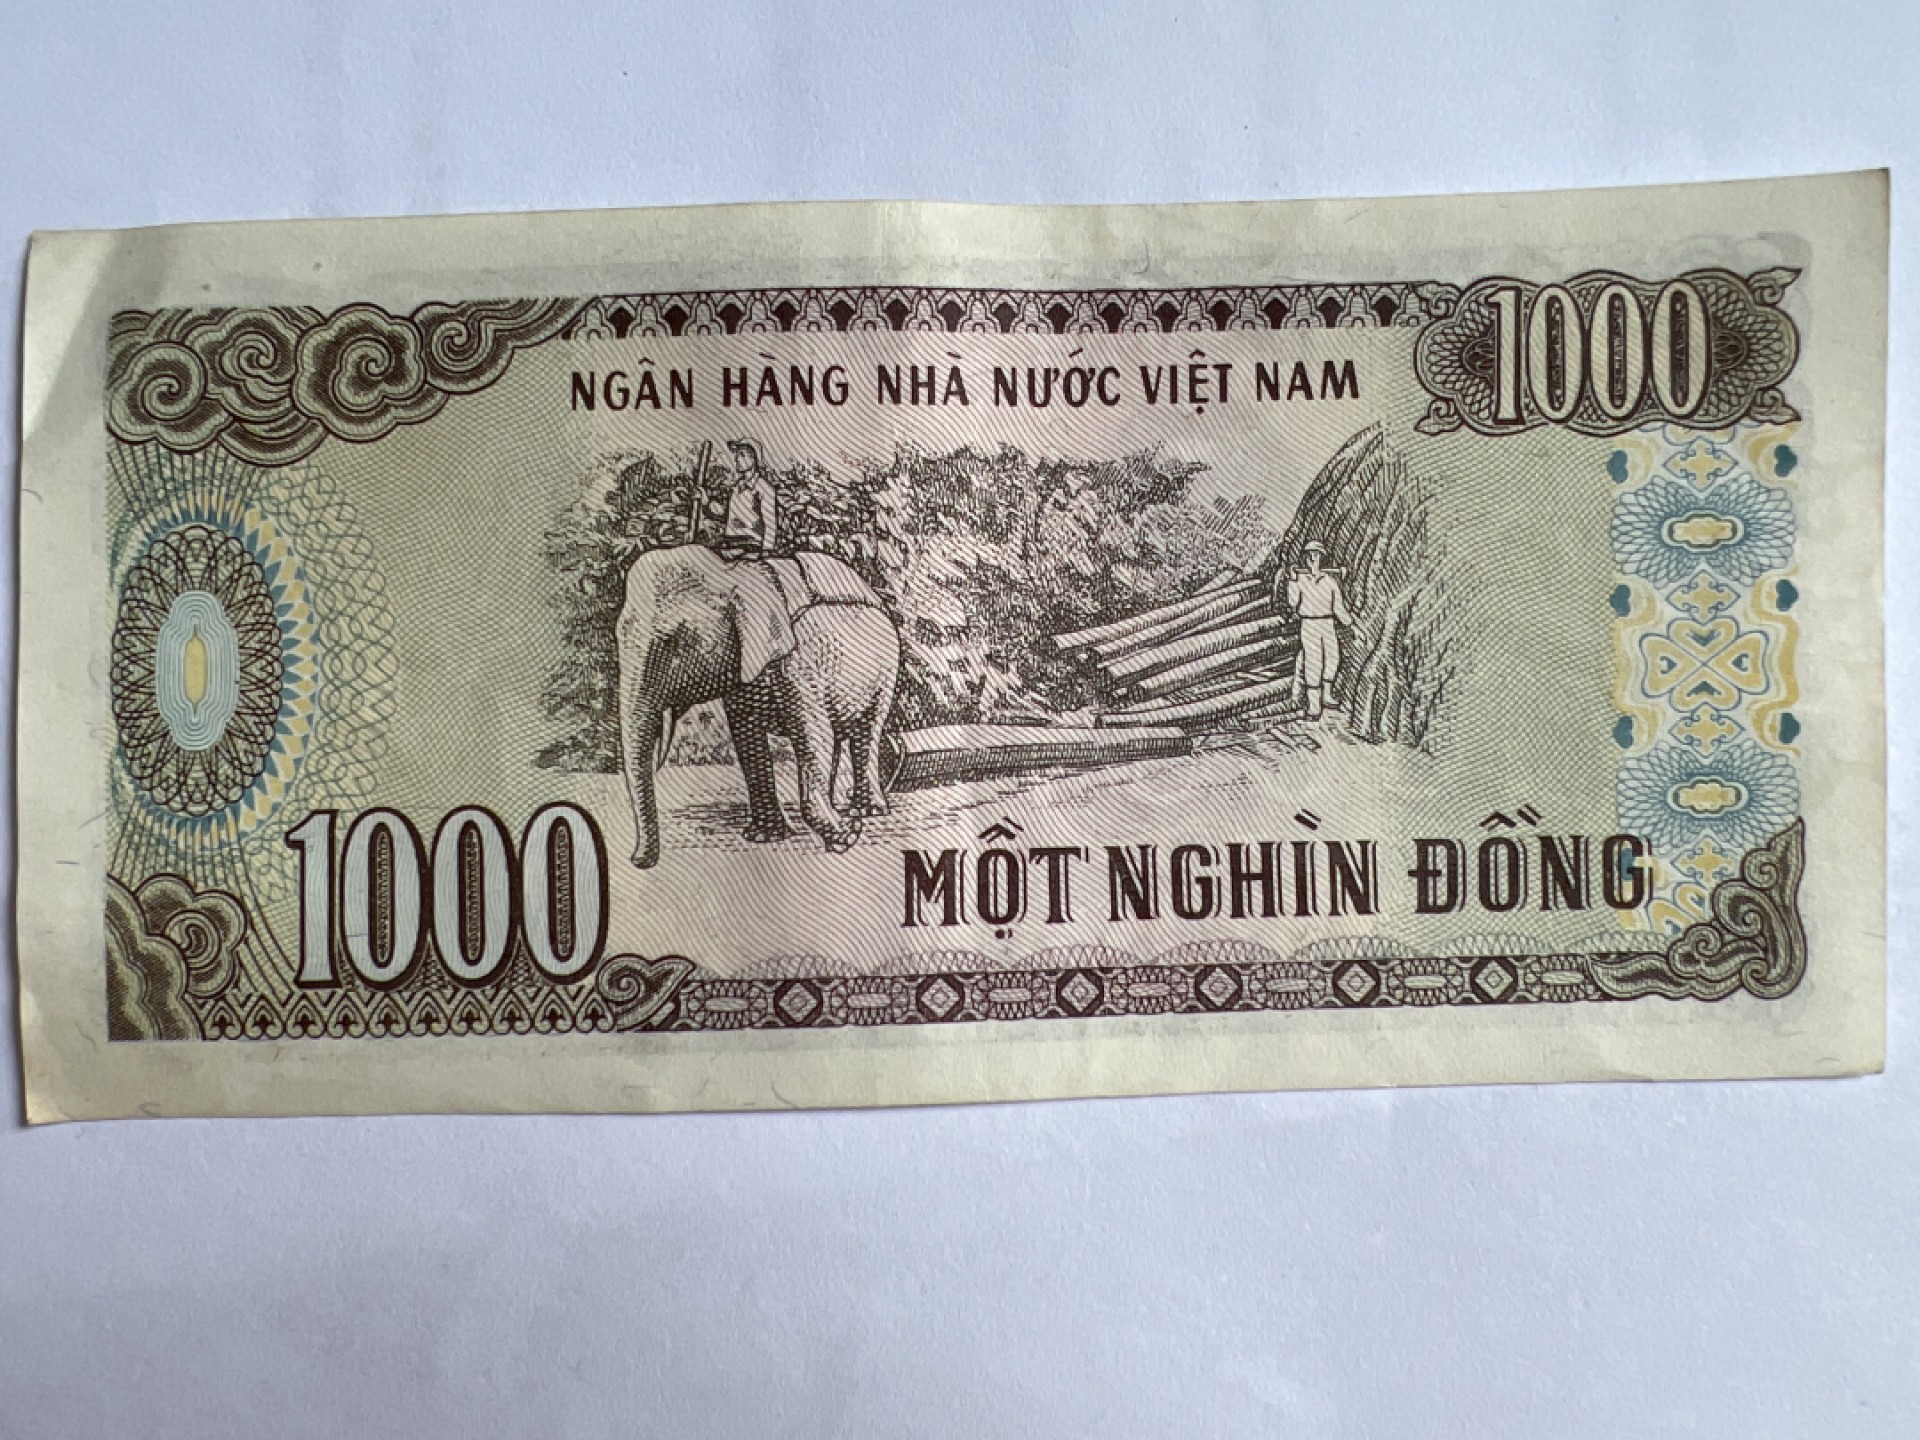 1000
NGÂN HÀNG NHÀ NƯỚC VIỆT NAM
1000
MỘT NGHÌN ĐỒNG